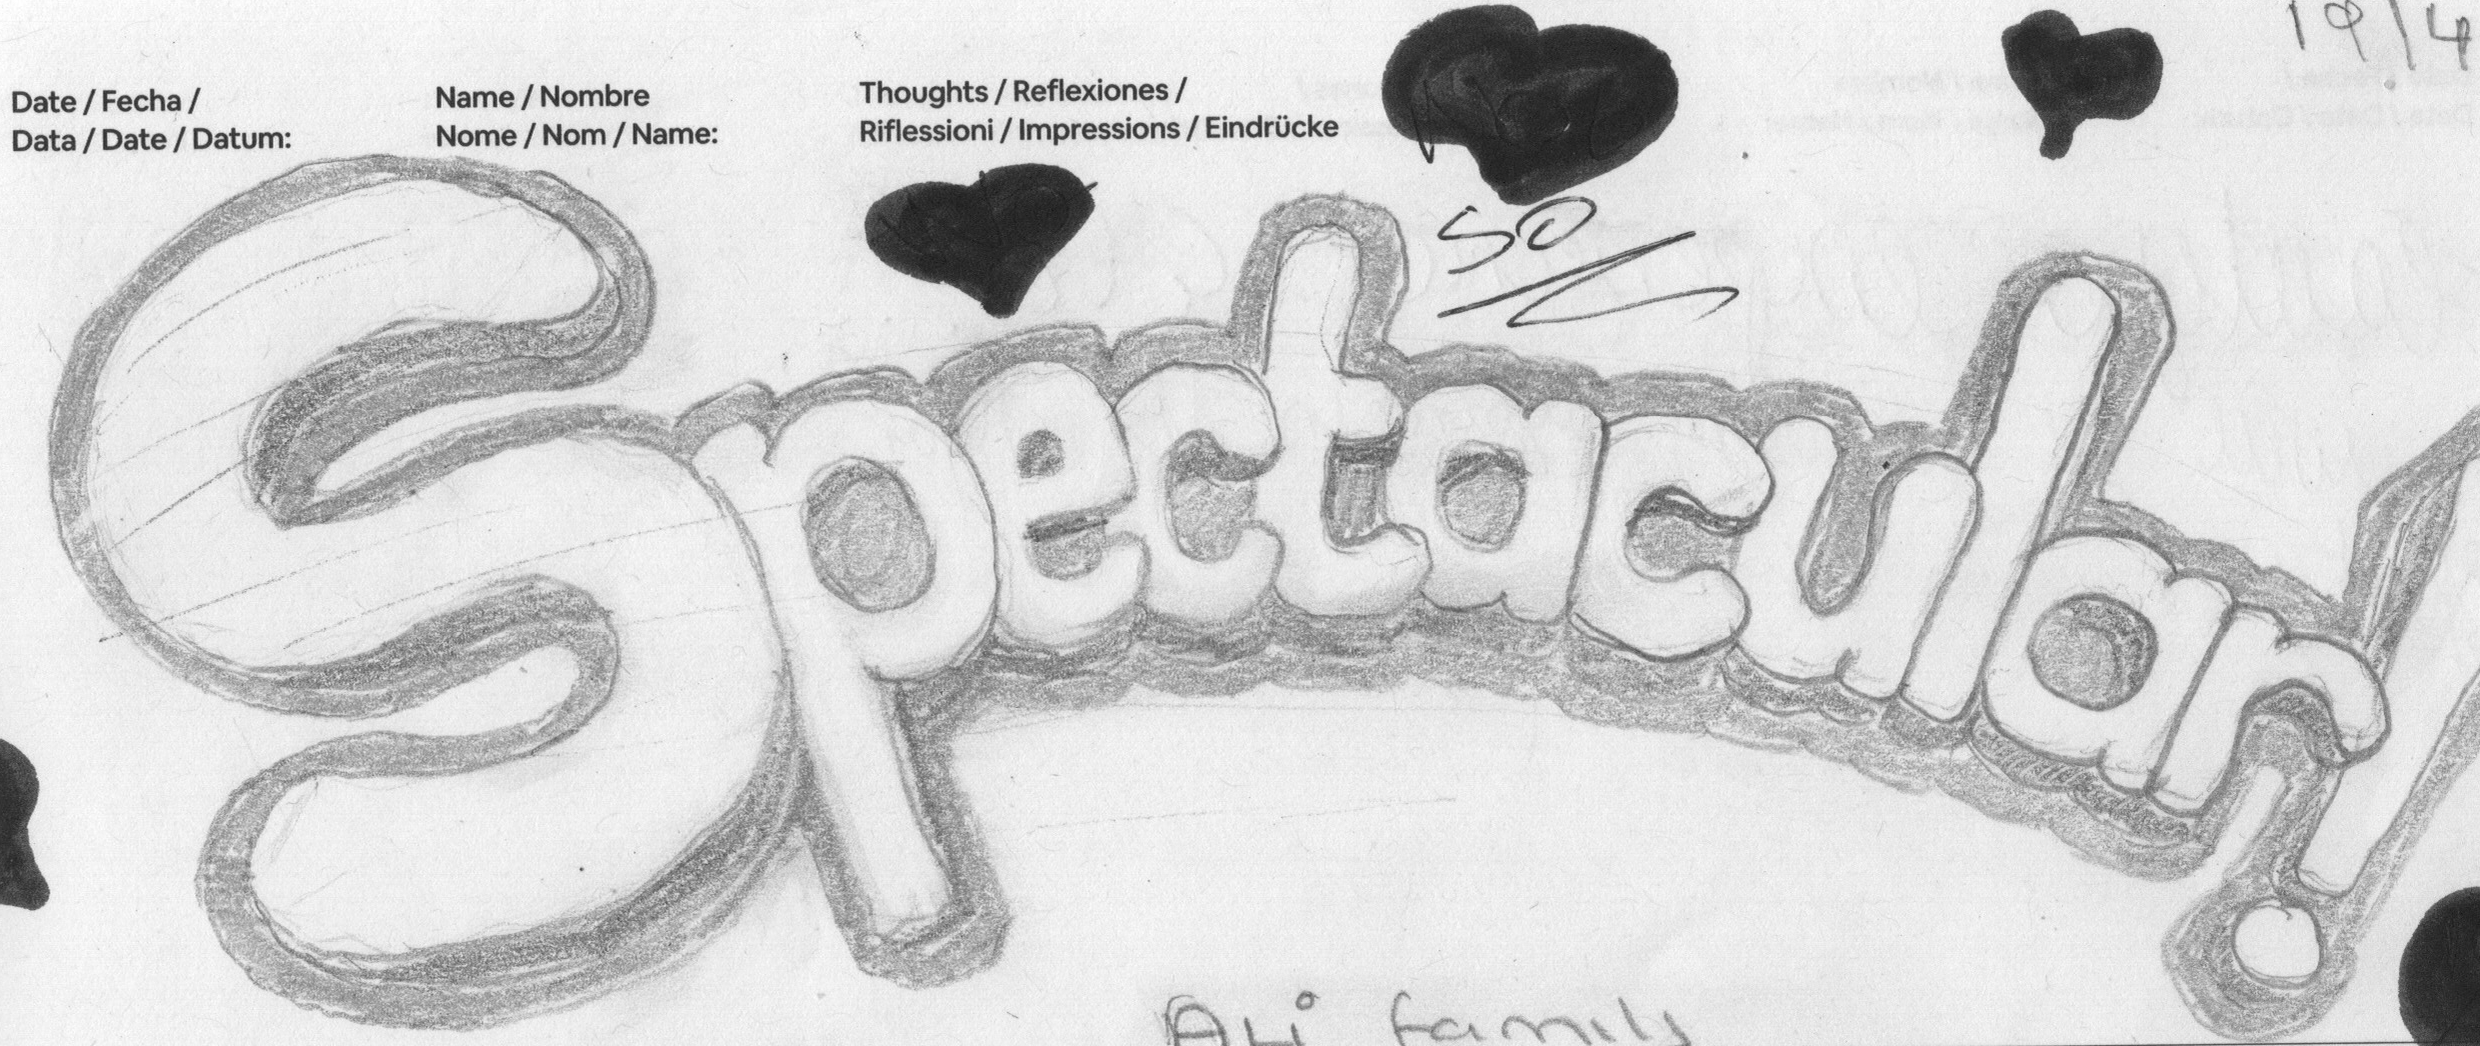 19/4
Date / Fecha /
Data / Date / Datum:
Name / Nombre
Nome / Nom / Name:
Thoughts / Reflexiones /
Riflessioni / Impressions / Eindrücke
so
Spectacular!
Ali family